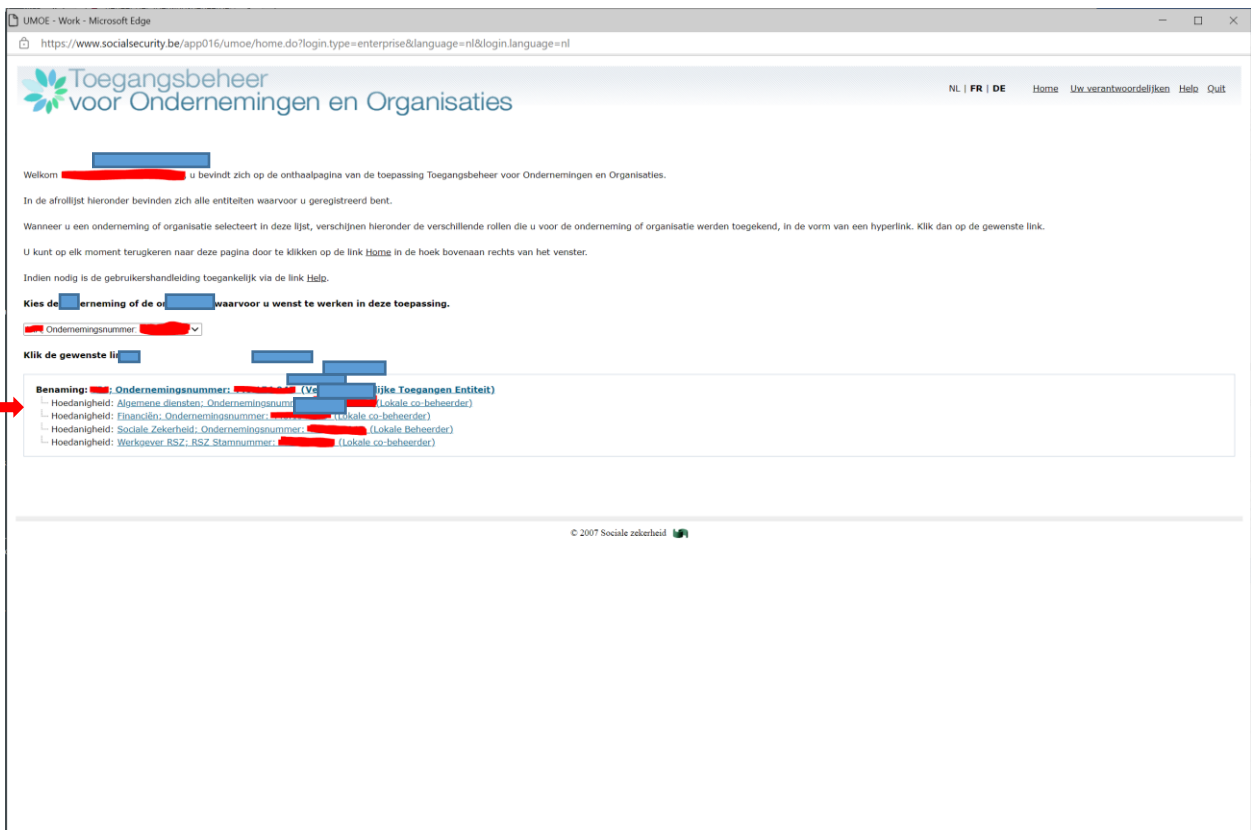 UMOE - Work - Microsoft Edge
https://www.socialsecurity.be/app016/umoe/home.do?login.type=enterprise&language=nl&login.language=nl
Toegangsbeheer
voor Ondernemingen en Organisaties
NL | FR | DE Home Uw verantwoordelijken Help Quit
Welkom u bevindt zich op de onthaalpagina van de toepassing Toegangsbeheer voor Ondernemingen en Organisaties.
In de afrollijst hieronder bevinden zich alle entiteiten waarvoor u geregistreerd bent.
Wanneer u een onderneming of organisatie selecteert in deze lijst, verschijnen hieronder de verschillende rollen die u voor de onderneming of organisatie werden toegekend, in de vorm van een hyperlink. Klik dan op de gewenste link.
U kunt op elk moment terugkeren naar deze pagina door te klikken op de link Home in de hoek bovenaan rechts van het venster.
Indien nodig is de gebruikershandleiding toegankelijk via de link Help.
Kies de erneming of de waarvoor u wenst te werken in deze toepassing.
Ondernemingsnummer:
Klik de gewenste
Benaming: ; Ondernemingsnummer: (Ve lijke Toegangen Entiteit)
Hoedanigheid: Algemene diensten; Ondernemingsnum (Lokale co-beheerder)
Hoedanigheid: Financiën; Ondernemingsnummer: (Lokale co-beheerder)
Hoedanigheid: Sociale Zekerheid; Ondernemingsnummer: (Lokale Beheerder)
Hoedanigheid: Werkgever RSZ; RSZ Stamnummer: (Lokale co-beheerder)
© 2007 Sociale zekerheid